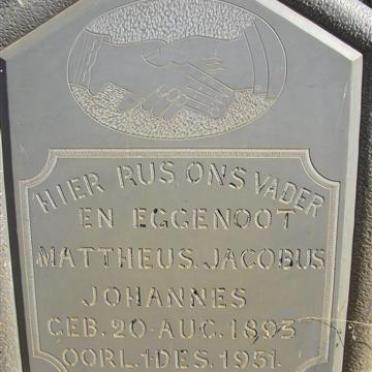 HIER RUS ONS VADER
EN EGGENOOT
MATTHEUS JACOBUS
JOHANNES
GEB. 20 AUG. 1893
OORL. 1 DES. 1951.